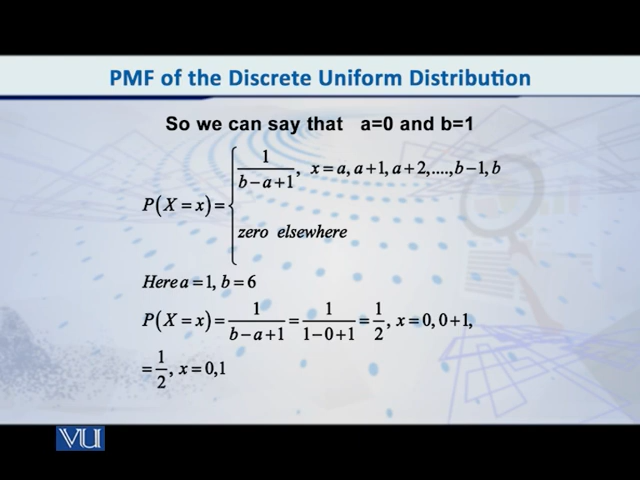 PMF of the Discrete Uniform Distribution
So we can say that a=0 and b=1
P(X = x) = { 1/(b−a+1), x = a, a+1, a+2,....,b−1, b
zero elsewhere
Here a = 1, b = 6
P(X = x) = 1/(b−a+1) = 1/(1−0+1) = 1/2, x = 0, 0+1,
= 1/2, x = 0,1
VU